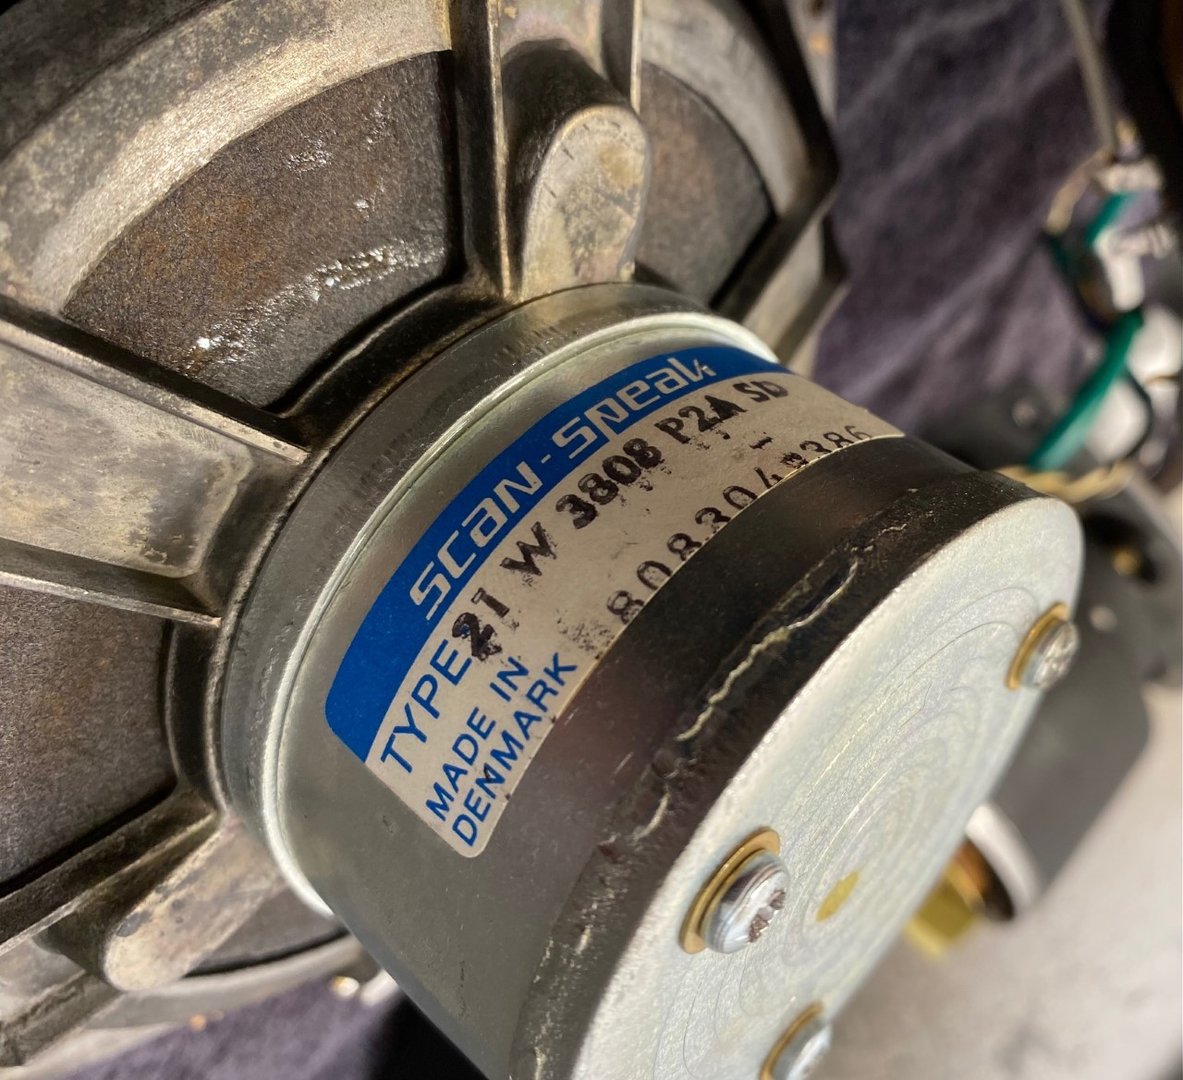 SCAN-SPEAK
TYPE 21 W 3808 P2A SD
MADE IN
DENMARK